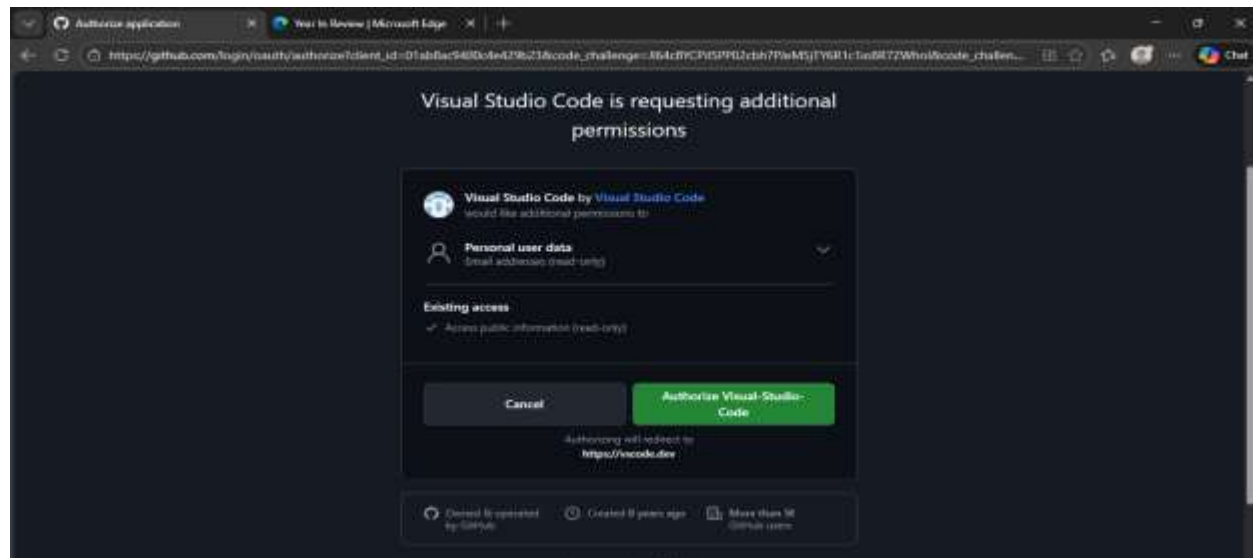 Authorize application
Year In Review | Microsoft Edge
Chat
Visual Studio Code is requesting additional
permissions
Visual Studio Code by Visual Studio Code
would like additional permissions to
Personal user data
Email addresses (read-only)
Existing access
Access public information (read-only)
Cancel
Authorize Visual-Studio-
Code
Authorizing will redirect to
https://vscode.dev
Owned & operated
by GitHub
Created 8 years ago
More than
GitHub users